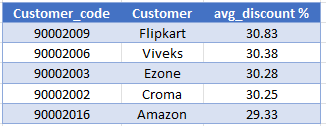 Customer_code Customer avg_discount %
90002009 Flipkart 30.83
90002006 Viveks 30.38
90002003 Ezone 30.28
90002002 Croma 30.25
90002016 Amazon 29.33